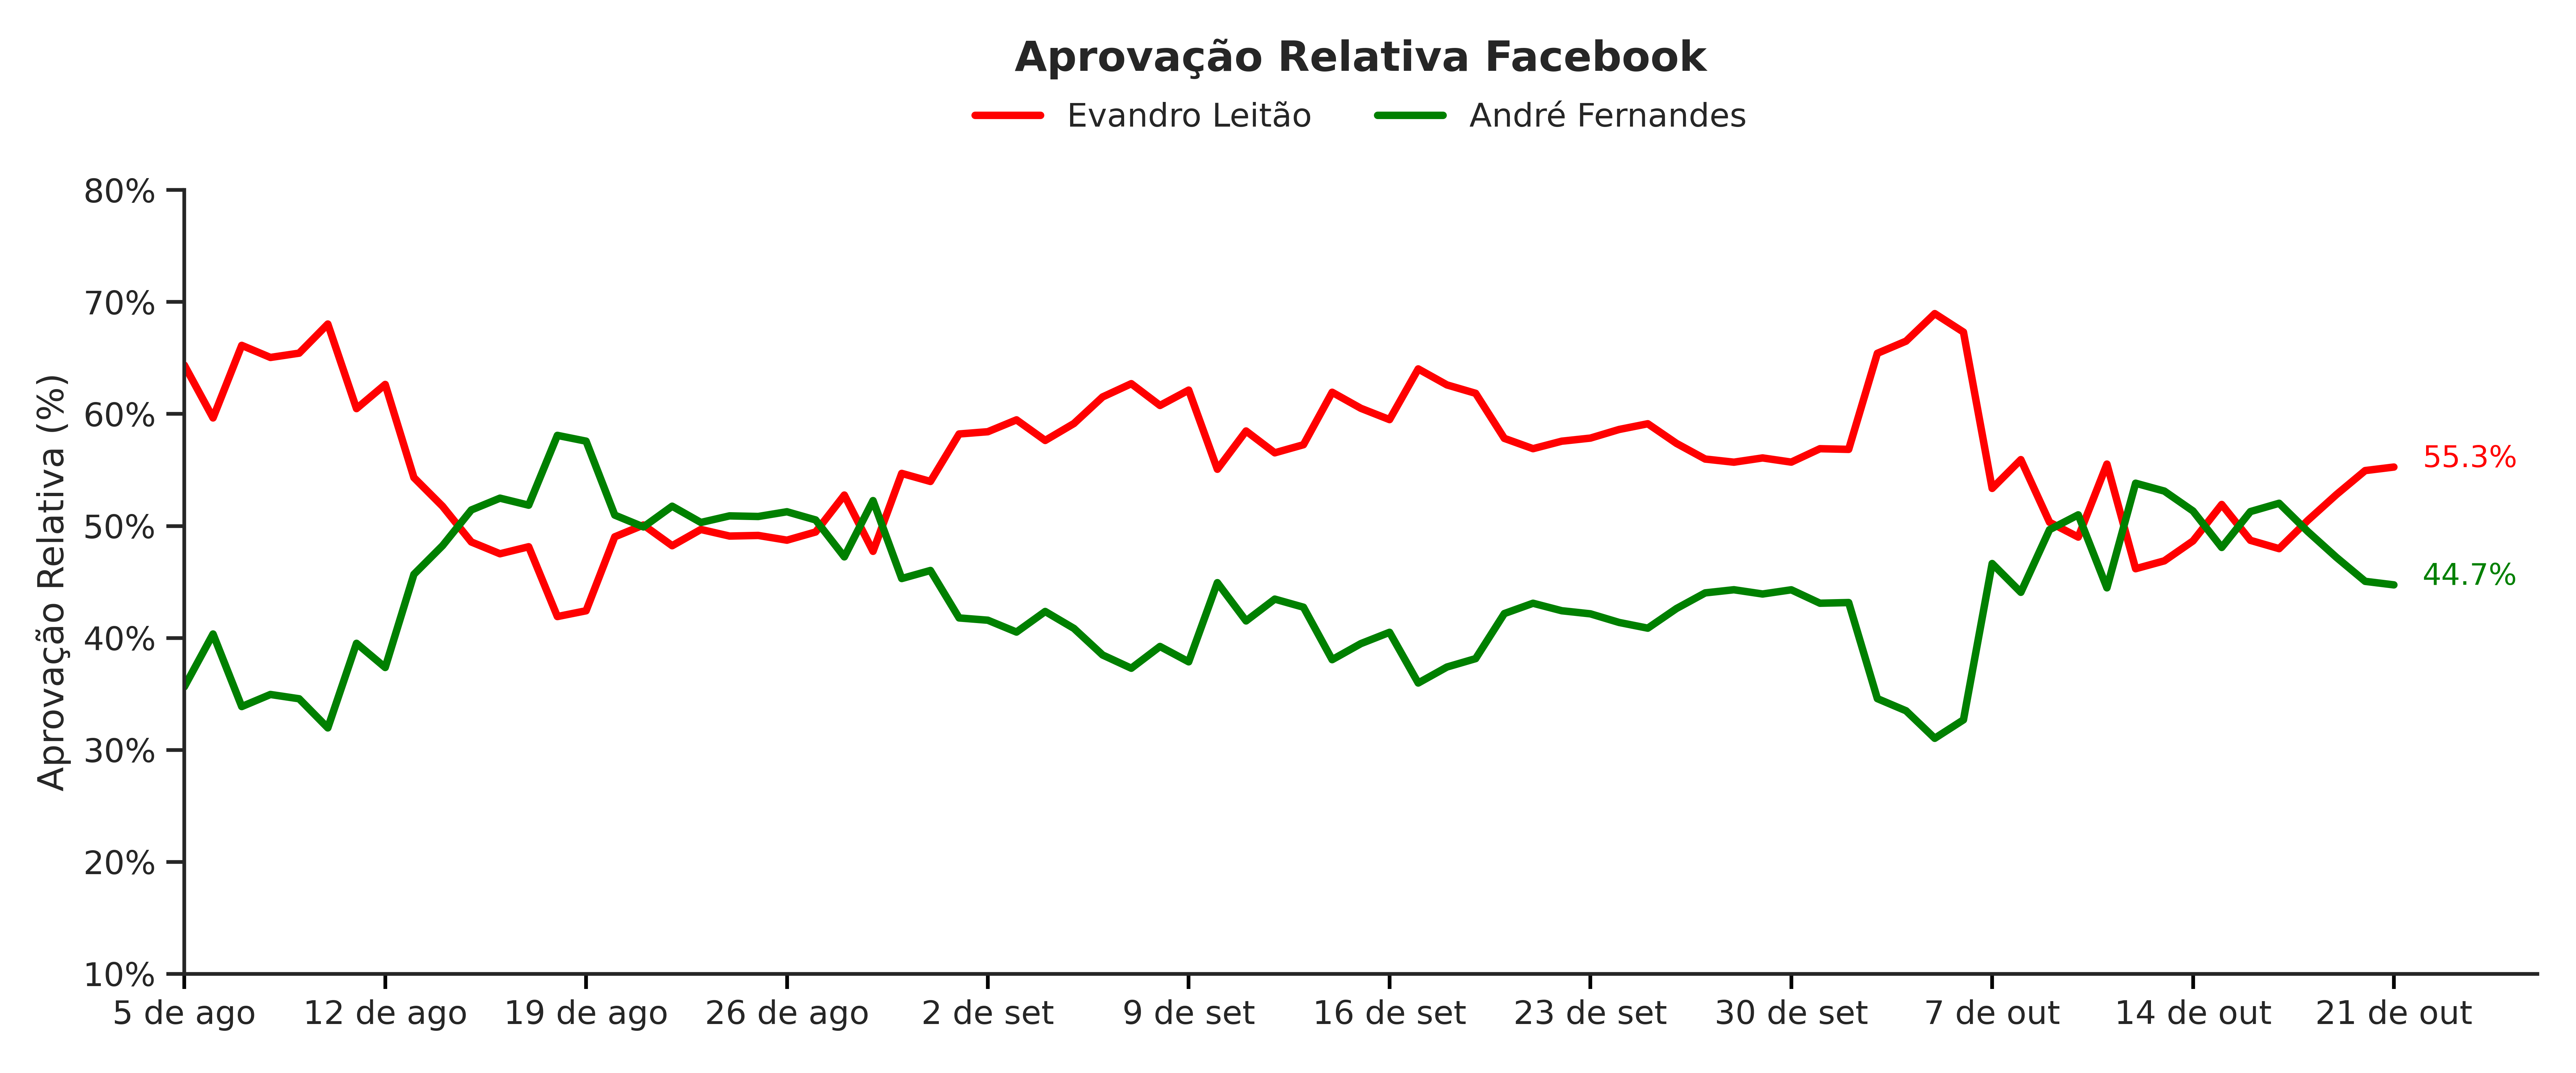 Aprovação Relativa Facebook
Evandro Leitão
André Fernandes
Aprovação Relativa (%)
80%
70%
60%
50%
40%
30%
20%
10%
55.3%
44.7%
5 de ago
12 de ago
19 de ago
26 de ago
2 de set
9 de set
16 de set
23 de set
30 de set
7 de out
14 de out
21 de out